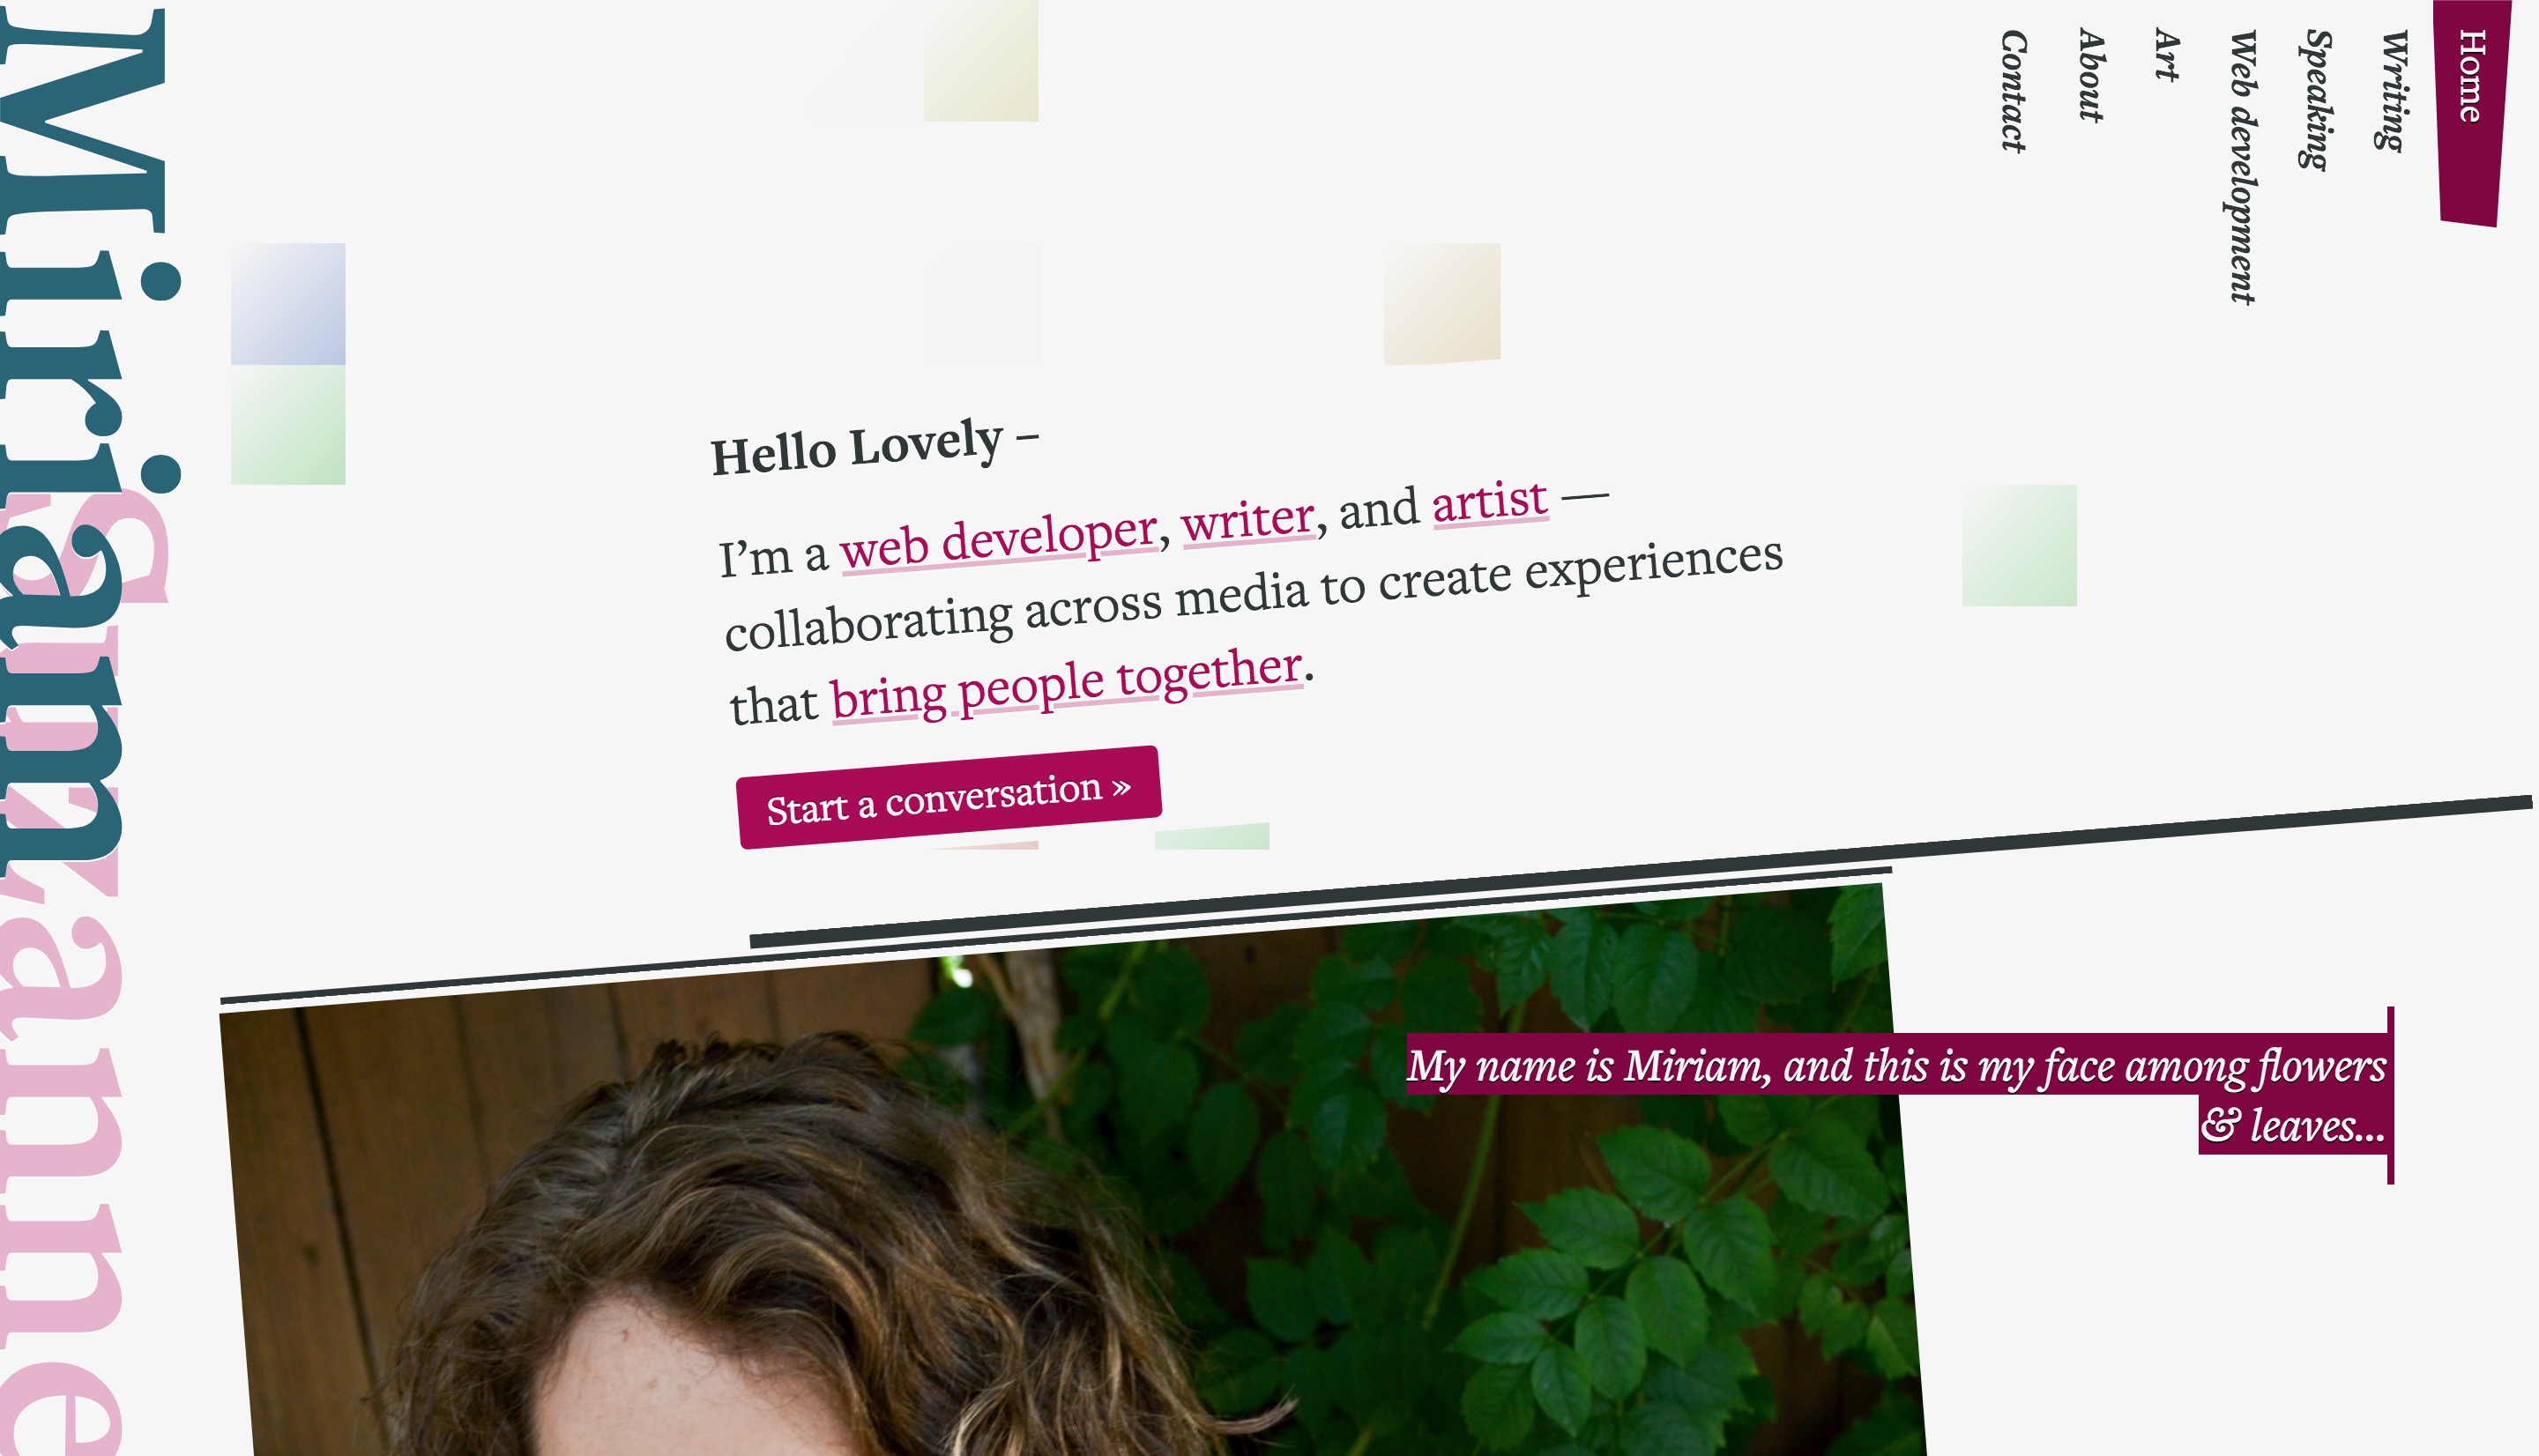 Miriam
Suzanne
Home
Writing
Speaking
Web development
Art
About
Contact
Hello Lovely –
I’m a web developer, writer, and artist —
collaborating across media to create experiences
that bring people together.
Start a conversation »
My name is Miriam, and this is my face among flowers
& leaves...